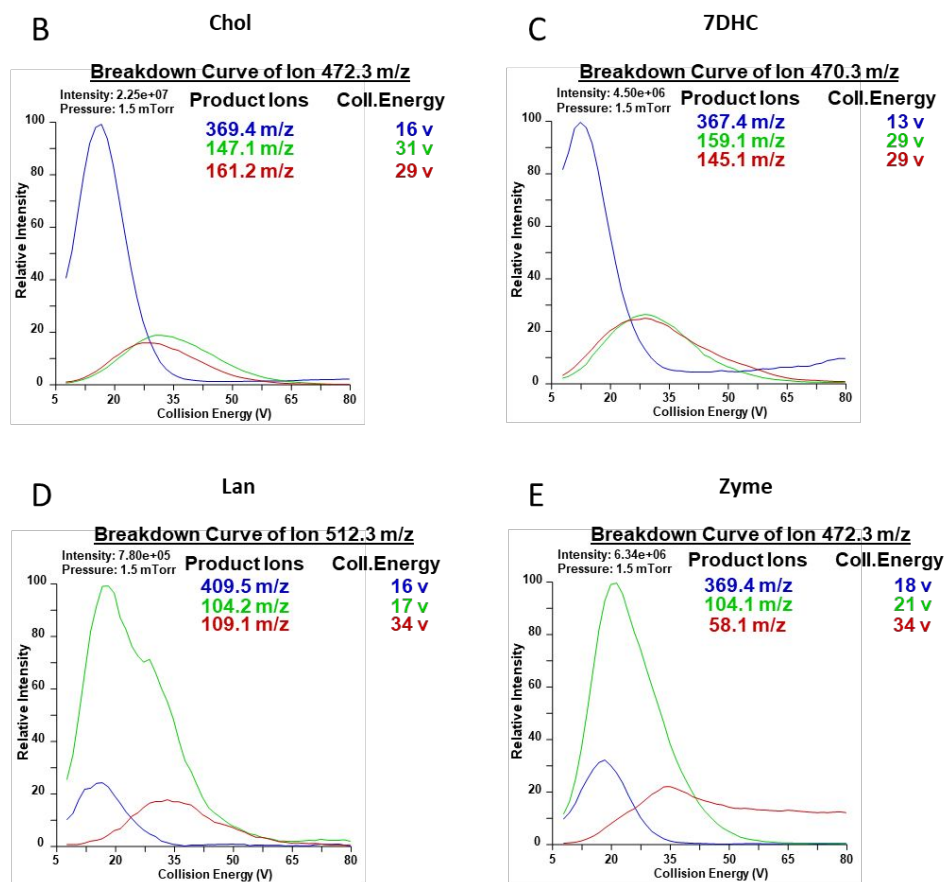 B Chol
Breakdown Curve of Ion 472.3 m/z
Intensity: 2.25e+07
Pressure: 1.5 mTorr
Product Ions Coll.Energy
369.4 m/z 16 v
147.1 m/z 31 v
161.2 m/z 29 v
Relative Intensity
100
80
60
40
20
0
5 20 35 50 65 80
Collision Energy (V)
C 7DHC
Breakdown Curve of Ion 470.3 m/z
Intensity: 4.50e+06
Pressure: 1.5 mTorr
Product Ions Coll.Energy
367.4 m/z 13 v
159.1 m/z 29 v
145.1 m/z 29 v
Relative Intensity
100
80
60
40
20
0
5 20 35 50 65 80
Collision Energy (V)
D Lan
Breakdown Curve of Ion 512.3 m/z
Intensity: 7.80e+05
Pressure: 1.5 mTorr
Product Ions Coll.Energy
409.5 m/z 16 v
104.2 m/z 17 v
109.1 m/z 34 v
Relative Intensity
100
80
60
40
20
0
5 20 35 50 65 80
Collision Energy (V)
E Zyme
Breakdown Curve of Ion 472.3 m/z
Intensity: 6.34e+06
Pressure: 1.5 mTorr
Product Ions Coll.Energy
369.4 m/z 18 v
104.1 m/z 21 v
58.1 m/z 34 v
Relative Intensity
100
80
60
40
20
0
5 20 35 50 65 80
Collision Energy (V)